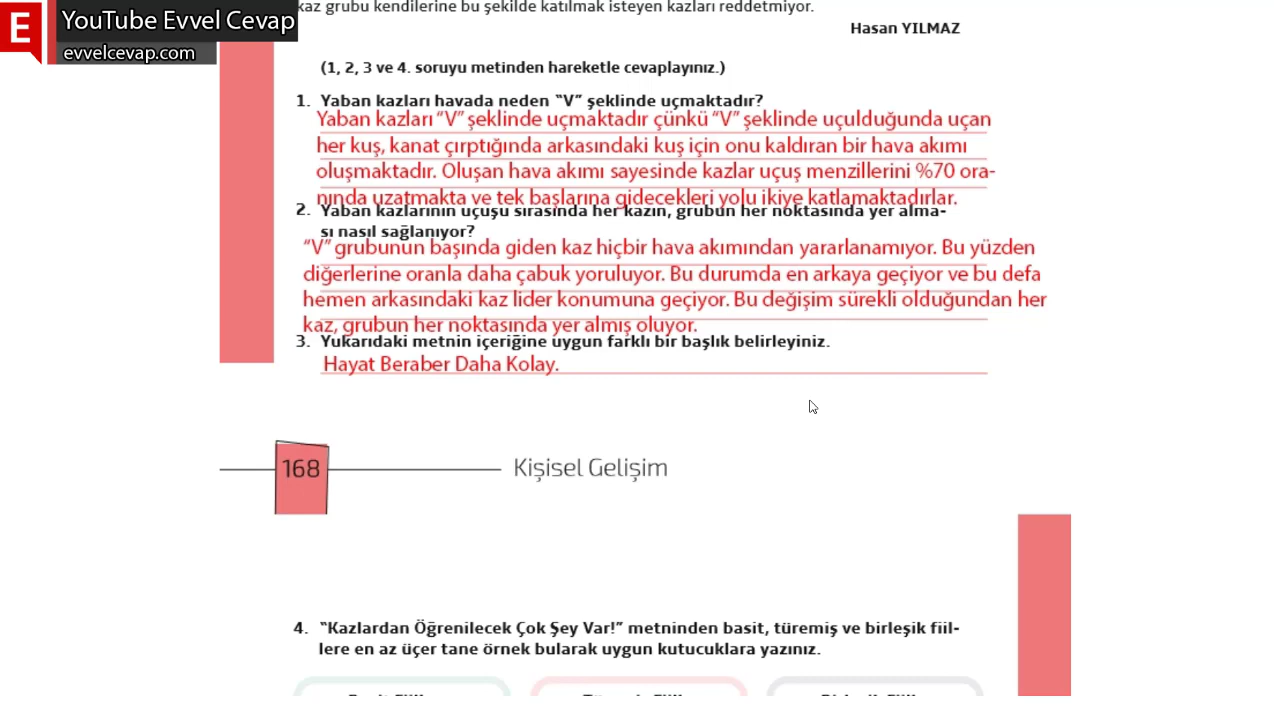 YouTube Evvel Cevap
evvelcevap.com
E
kaz grubu kendilerine bu şekilde katılmak isteyen kazları reddetmiyor.
Hasan YILMAZ
(1, 2, 3 ve 4. soruyu metinden hareketle cevaplayınız.)
1. Yaban kazları havada neden “V” şeklinde uçmaktadır?
Yaban kazları “V” şeklinde uçmaktadır çünkü “V” şeklinde uçulduğunda uçan
her kuş, kanat çırptığında arkasındaki kuş için onu kaldıran bir hava akımı
oluşmaktadır. Oluşan hava akımı sayesinde kazlar uçuş menzillerini %70 ora-
nında uzatmakta ve tek başlarına gidecekleri yolu ikiye katlamaktadırlar.
2. Yaban kazlarının uçuşu sırasında her kazın, grubun her noktasında yer alma-
sı nasıl sağlanıyor?
“V” grubunun başında giden kaz hiçbir hava akımından yararlanamıyor. Bu yüzden
diğerlerine oranla daha çabuk yoruluyor. Bu durumda en arkaya geçiyor ve bu defa
hemen arkasındaki kaz lider konumuna geçiyor. Bu değişim sürekli olduğundan her
kaz, grubun her noktasında yer almış oluyor.
3. Yukarıdaki metnin içeriğine uygun farklı bir başlık belirleyiniz.
Hayat Beraber Daha Kolay.
168
Kişisel Gelişim
4. “Kazlardan Öğrenilecek Çok Şey Var!” metninden basit, türemiş ve birleşik fiil-
lere en az üçer tane örnek bularak uygun kutucuklara yazınız.